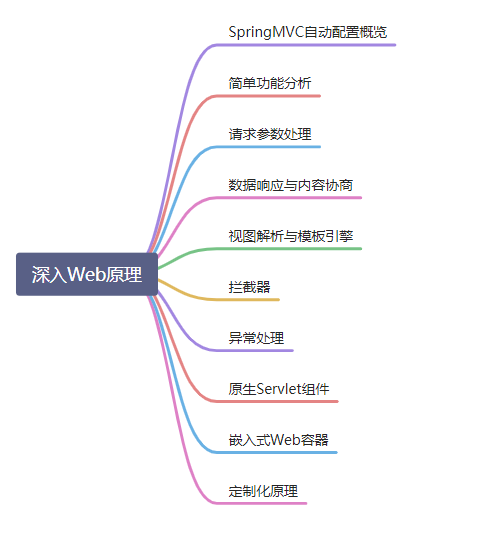 SpringMVC自动配置概览
简单功能分析
请求参数处理
数据响应与内容协商
视图解析与模板引擎
深入Web原理
拦截器
异常处理
原生Servlet组件
嵌入式Web容器
定制化原理